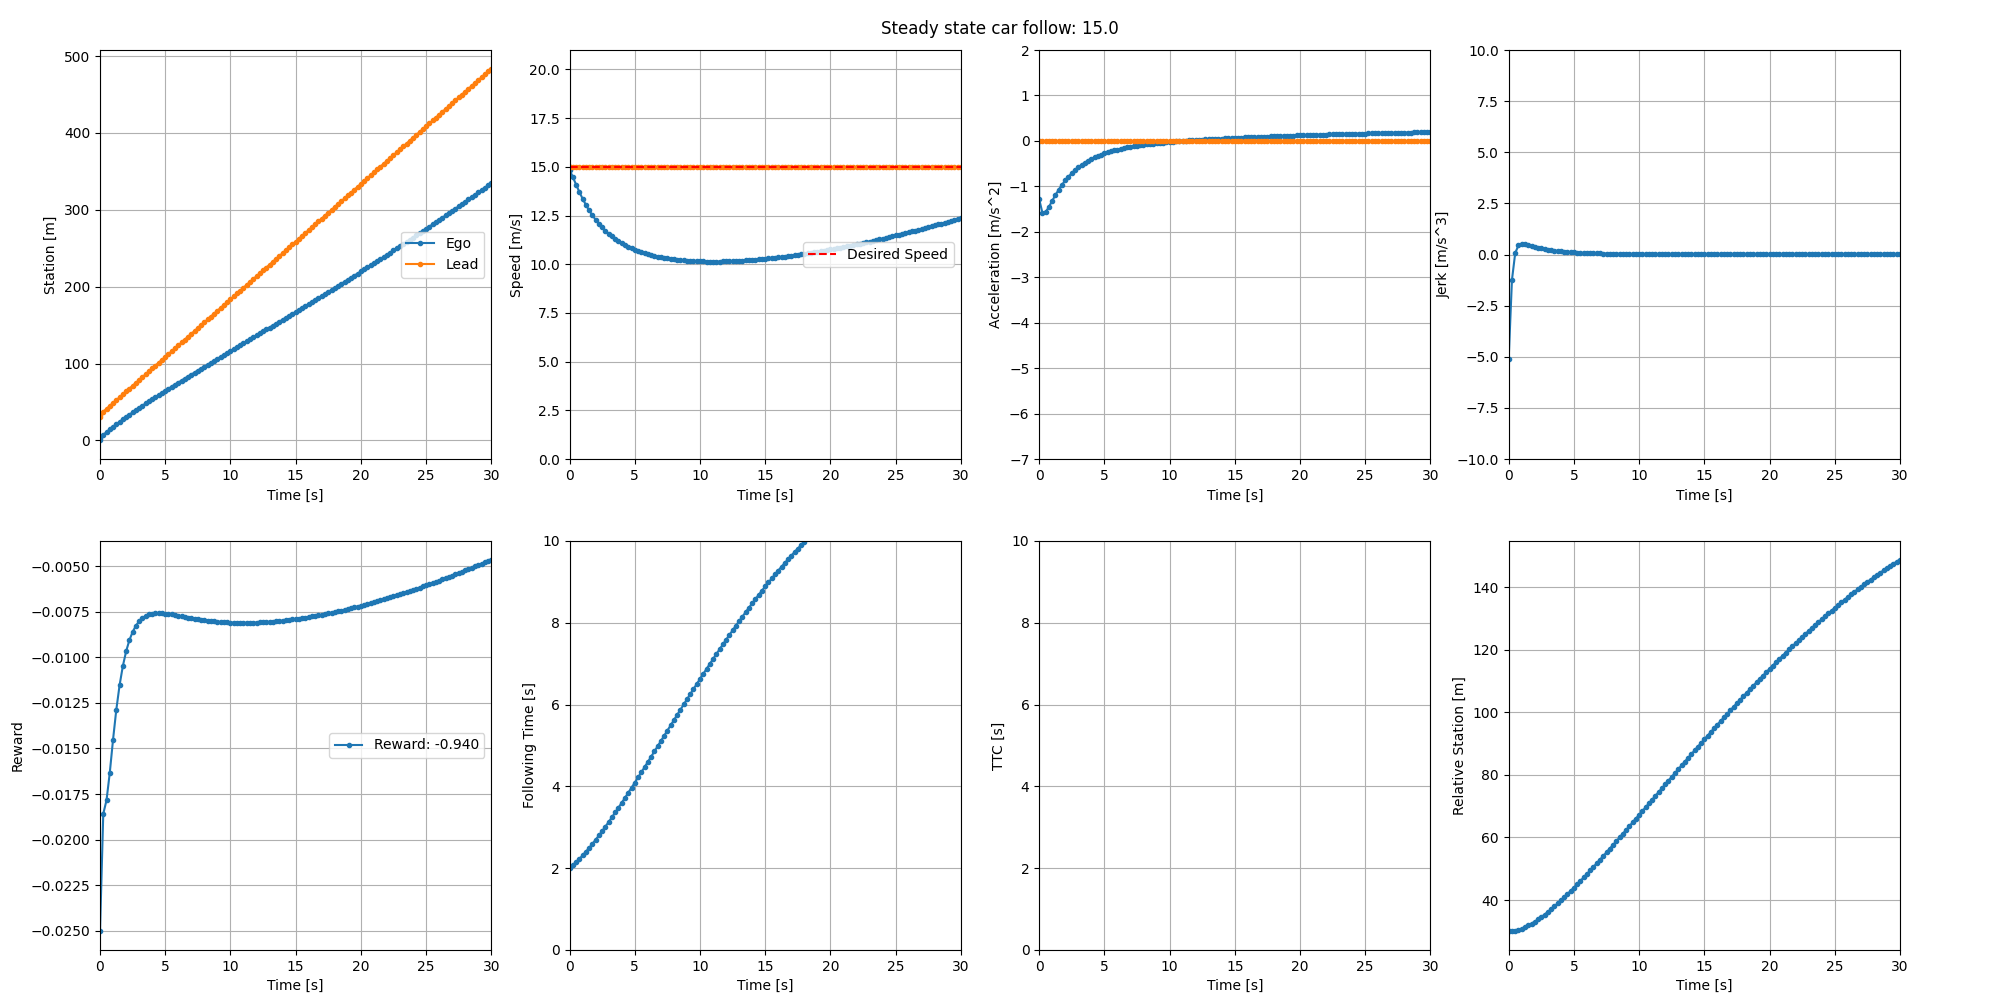 Steady state car follow: 15.0
500
400
300
200
100
0
Station [m]
Ego
Lead
0 5 10 15 20 25 30
Time [s]
20.0
17.5
15.0
12.5
10.0
7.5
5.0
2.5
0.0
Speed [m/s]
Desired Speed
0 5 10 15 20 25 30
Time [s]
2
1
0
−1
−2
−3
−4
−5
−6
−7
Acceleration [m/s^2]
0 5 10 15 20 25 30
Time [s]
10.0
7.5
5.0
2.5
0.0
−2.5
−5.0
−7.5
−10.0
Jerk [m/s^3]
0 5 10 15 20 25 30
Time [s]
−0.0050
−0.0075
−0.0100
−0.0125
−0.0150
−0.0175
−0.0200
−0.0225
−0.0250
Reward
Reward: -0.940
0 5 10 15 20 25 30
Time [s]
10
8
6
4
2
0
Following Time [s]
0 5 10 15 20 25 30
Time [s]
10
8
6
4
2
0
TTC [s]
0 5 10 15 20 25 30
Time [s]
140
120
100
80
60
40
Relative Station [m]
0 5 10 15 20 25 30
Time [s]